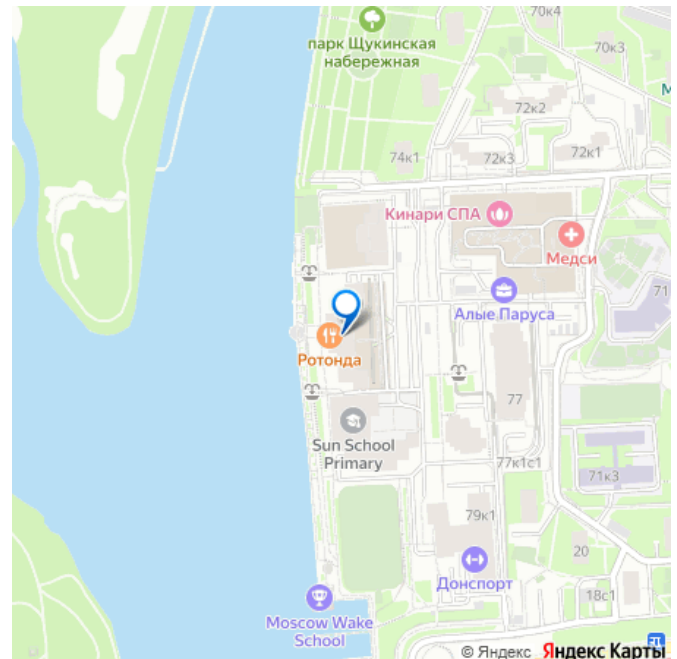 70к4
парк Щукинская
набережная
70к3
М
72к2
74к1
72к3
72к1
Кинари СПА
Медси
71
Алые Паруса
Ротонда
77
Sun School
Primary
77к1с1
71к3
79к1
20
Донспорт
18с1
Moscow Wake
School
© Яндекс Яндекс Карты